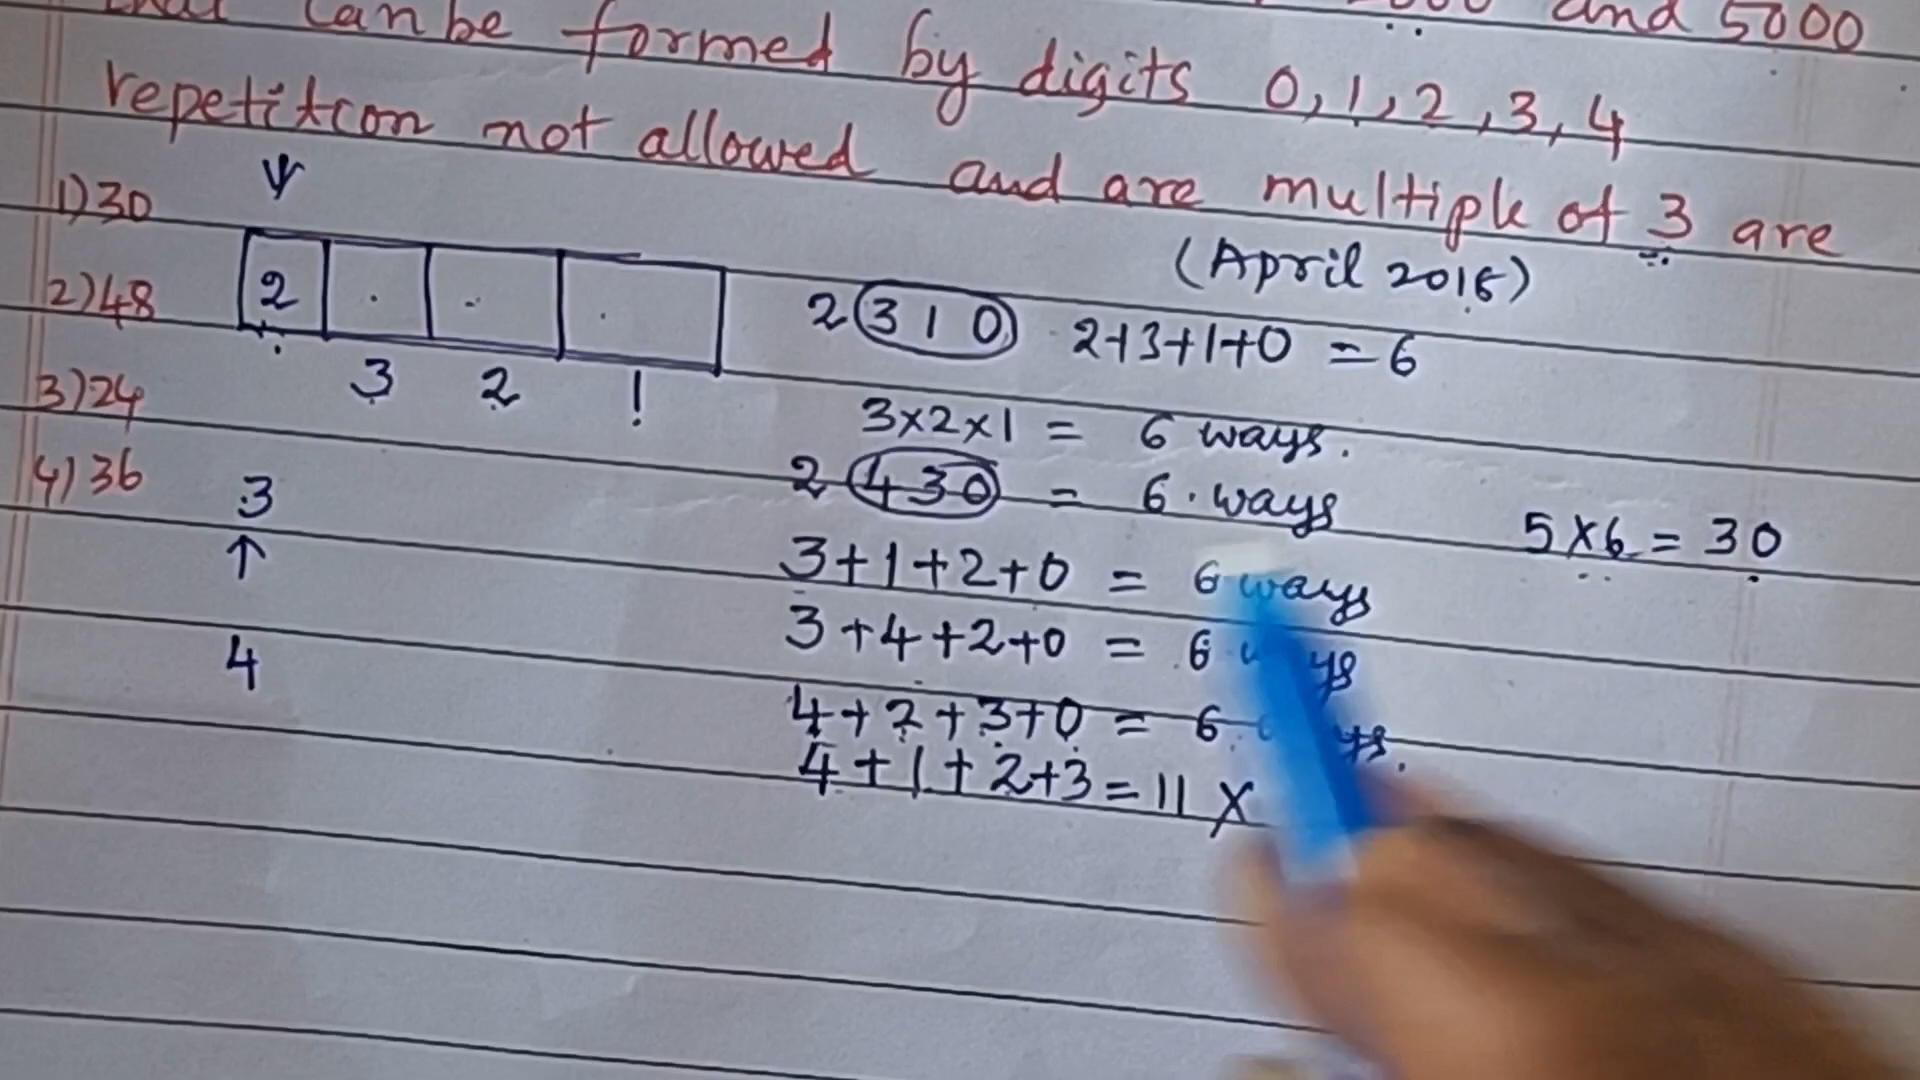 can be formed by digits 0,1,2,3,4 and 5000
repetition not allowed and are multiple of 3 are
(April 2015)
1) 30
2) 48
3) 24
4) 36
2
3 2 1
3
↑
4
2 (3 1 0) 2+3+1+0 = 6
3×2×1 = 6 ways.
2 (430) = 6 ways
3+1+2+0 = 6 ways
3+4+2+0 = 6
4+2+3+0 = 6
4+1+2+3 = 11 X
5×6 = 30